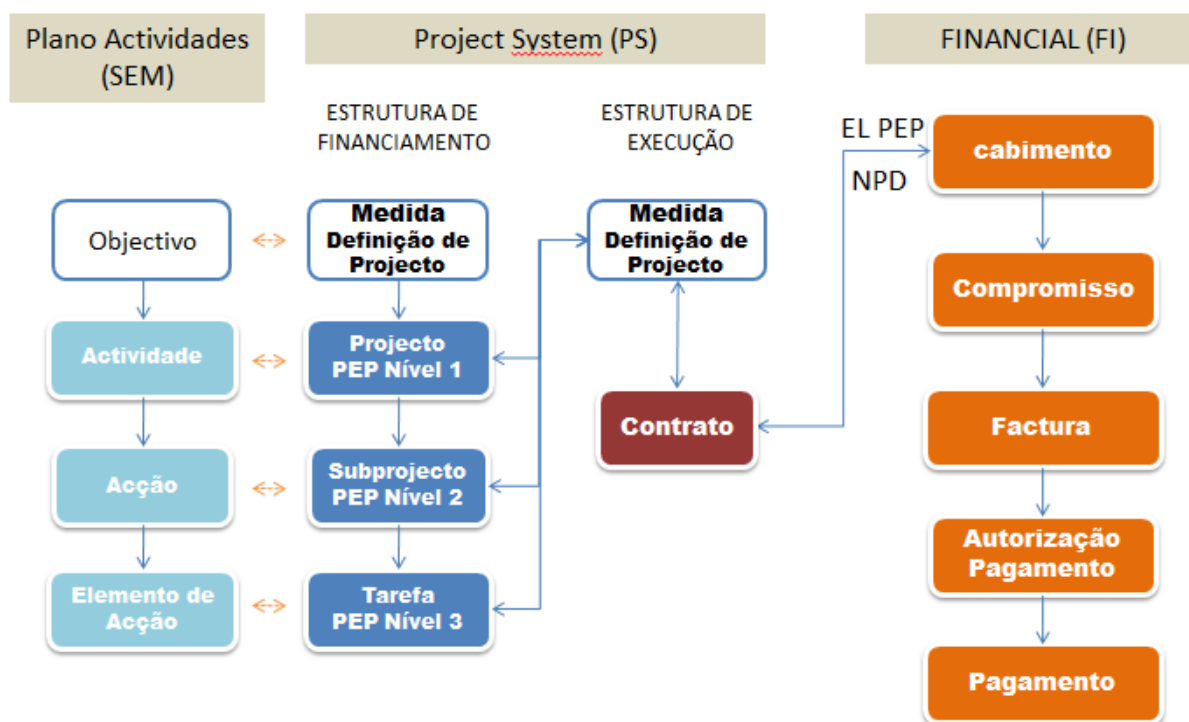 Plano Actividades
(SEM)
Project System (PS)
FINANCIAL (FI)
ESTRUTURA DE
FINANCIAMENTO
ESTRUTURA DE
EXECUÇÃO
EL PEP
NPD
Objectivo
Actividade
Acção
Elemento de
Acção
Medida
Definição de
Projecto
Projecto
PEP Nível 1
Subprojecto
PEP Nível 2
Tarefa
PEP Nível 3
Medida
Definição de
Projecto
Contrato
cabimento
Compromisso
Factura
Autorização
Pagamento
Pagamento